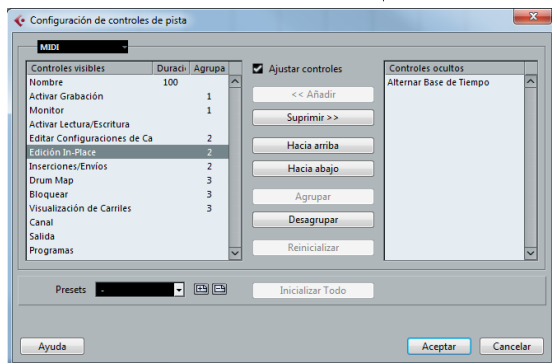 Configuración de controles de pista
MIDI
Controles visibles Duració Agrupa
Nombre 100
Activar Grabación 1
Monitor 1
Activar Lectura/Escritura
Editar Configuraciones de Ca 2
Edición In-Place 2
Inserciones/Envíos 2
Drum Map 3
Bloquear 3
Visualización de Carriles 3
Canal
Salida
Programas
Ajustar controles
<< Añadir
Suprimir >>
Hacia arriba
Hacia abajo
Agrupar
Desagrupar
Reinicializar
Controles ocultos
Alternar Base de Tiempo
Presets -
Inicializar Todo
Ayuda
Aceptar
Cancelar